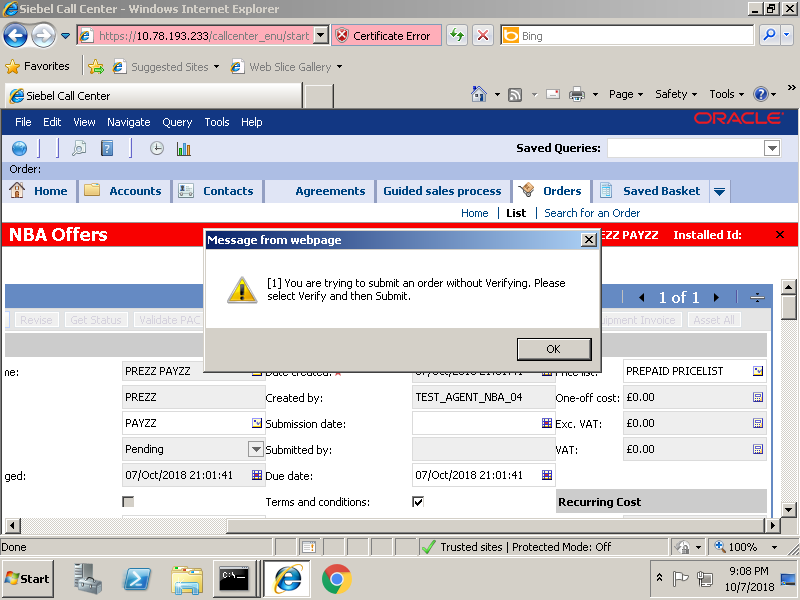 Siebel Call Center - Windows Internet Explorer
https://10.78.193.233/callcenter_enu/start
Certificate Error
Bing
Favorites
Suggested Sites
Web Slice Gallery
Siebel Call Center
Page
Safety
Tools
File Edit View Navigate Query Tools Help
ORACLE
Saved Queries:
Order:
Home Accounts Contacts Agreements Guided sales process Orders Saved Basket
Home | List | Search for an Order
NBA Offers
EZZ PAYZZ Installed Id:
Message from webpage
[1] You are trying to submit an order without Verifying. Please
select Verify and then Submit.
OK
1 of 1
Revise Get Status Validate PAC
uipment Invoice Asset All
me: PREZZ PAYZZ Date created: 07/Oct/2018 21:01:41 Price list: PREPAID PRICELIST
PREZZ Created by: TEST_AGENT_NBA_04 One-off cost: £0.00
PAYZZ Submission date: Exc. VAT: £0.00
Pending Submitted by: VAT: £0.00
ged: 07/Oct/2018 21:01:41 Due date: 07/Oct/2018 21:01:41
Terms and conditions: Recurring Cost
Done
Trusted sites | Protected Mode: Off
100%
Start
C:\.
9:08 PM
10/7/2018